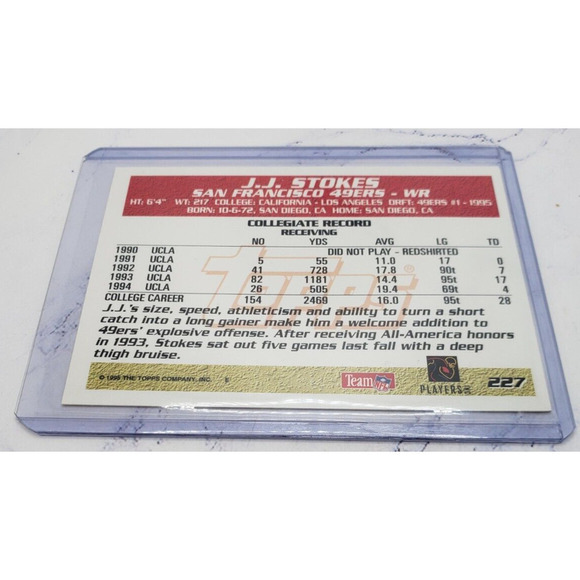 J.J. STOKES
SAN FRANCISCO 49ERS - WR
HT: 6'4" WT: 217 COLLEGE: CALIFORNIA - LOS ANGELES DRFT: 49ERS #1 - 1995
BORN: 10-6-72, SAN DIEGO, CA HOME: SAN DIEGO, CA
COLLEGIATE RECORD
RECEIVING
NO YDS AVG LG TD
1990 UCLA DID NOT PLAY - REDSHIRTED
1991 UCLA 5 55 11.0 17 0
1992 UCLA 41 728 17.8 90t 7
1993 UCLA 82 1181 14.4 95t 17
1994 UCLA 26 505 19.4 69t 4
COLLEGE CAREER 154 2469 16.0 95t 28
Topps
J.J.'s size, speed, athleticism and ability to turn a short
catch into a long gainer make him a welcome addition to
49ers' explosive offense. After receiving All-America honors
in 1993, Stokes sat out five games last fall with a deep
thigh bruise.
© 1995 THE TOPPS COMPANY, INC. Team NFL PLAYERS 227